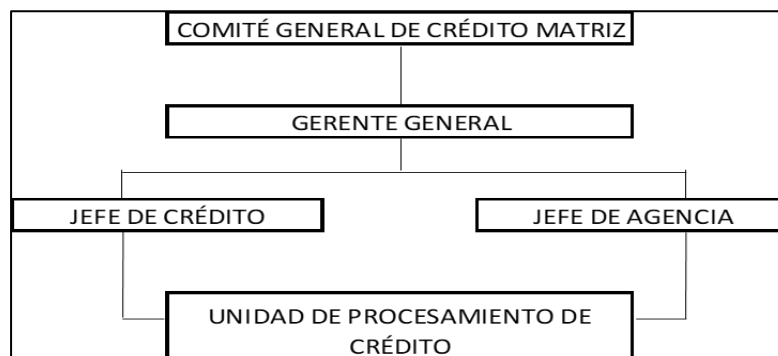 COMITÉ GENERAL DE CRÉDITO MATRIZ
GERENTE GENERAL
JEFE DE CRÉDITO
JEFE DE AGENCIA
UNIDAD DE PROCESAMIENTO DE
CRÉDITO